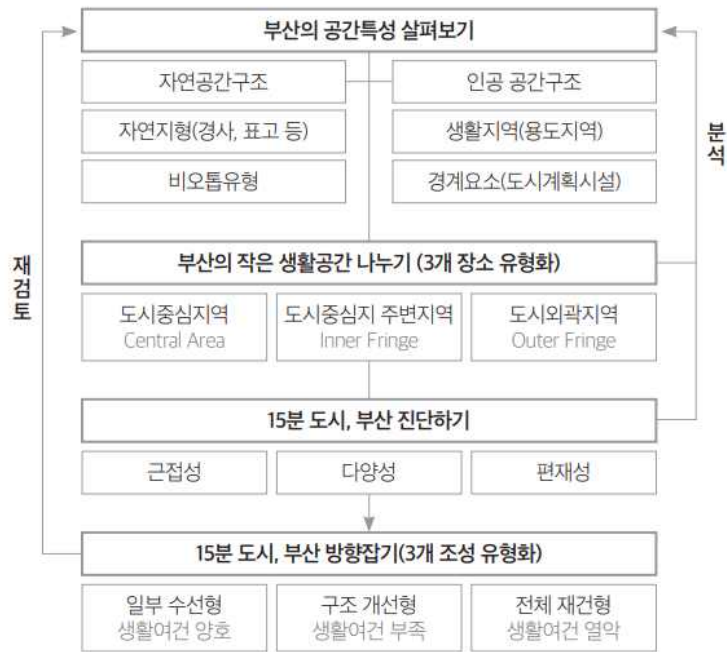 부산의 공간특성 살펴보기
자연공간구조
인공 공간구조
자연지형(경사, 표고 등)
생활지역(용도지역)
비오톱유형
경계요소(도시계획시설)
분석
재검토
부산의 작은 생활공간 나누기 (3개 장소 유형화)
도시중심지역
Central Area
도시중심지 주변지역
Inner Fringe
도시외곽지역
Outer Fringe
15분 도시, 부산 진단하기
근접성
다양성
편재성
15분 도시, 부산 방향잡기(3개 조성 유형화)
일부 수선형
생활여건 양호
구조 개선형
생활여건 부족
전체 재건형
생활여건 열악